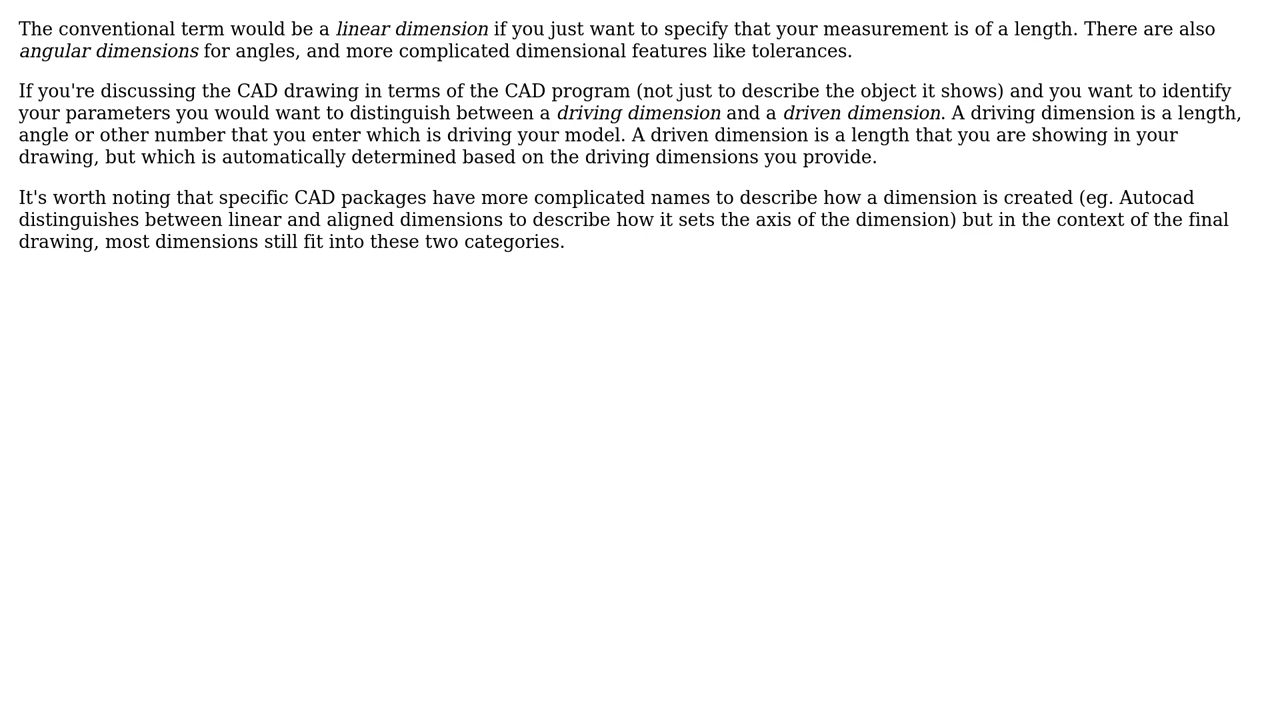 The conventional term would be a linear dimension if you just want to specify that your measurement is of a length. There are also
angular dimensions for angles, and more complicated dimensional features like tolerances.
If you're discussing the CAD drawing in terms of the CAD program (not just to describe the object it shows) and you want to identify
your parameters you would want to distinguish between a driving dimension and a driven dimension. A driving dimension is a length,
angle or other number that you enter which is driving your model. A driven dimension is a length that you are showing in your
drawing, but which is automatically determined based on the driving dimensions you provide.
It's worth noting that specific CAD packages have more complicated names to describe how a dimension is created (eg. Autocad
distinguishes between linear and aligned dimensions to describe how it sets the axis of the dimension) but in the context of the final
drawing, most dimensions still fit into these two categories.